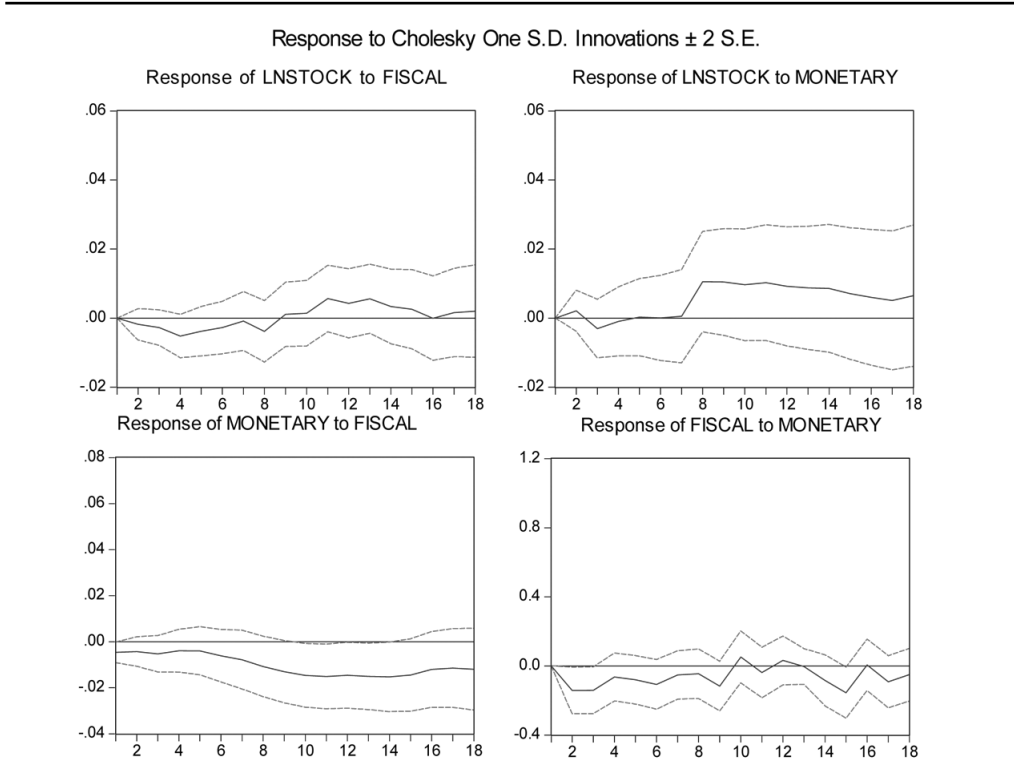 Response to Cholesky One S.D. Innovations ± 2 S.E.
Response of LNSTOCK to FISCAL
.06
.04
.02
.00
-.02
2 4 6 8 10 12 14 16 18
Response of LNSTOCK to MONETARY
.06
.04
.02
.00
-.02
2 4 6 8 10 12 14 16 18
Response of MONETARY to FISCAL
.08
.06
.04
.02
.00
-.02
-.04
2 4 6 8 10 12 14 16 18
Response of FISCAL to MONETARY
1.2
0.8
0.4
0.0
-0.4
2 4 6 8 10 12 14 16 18